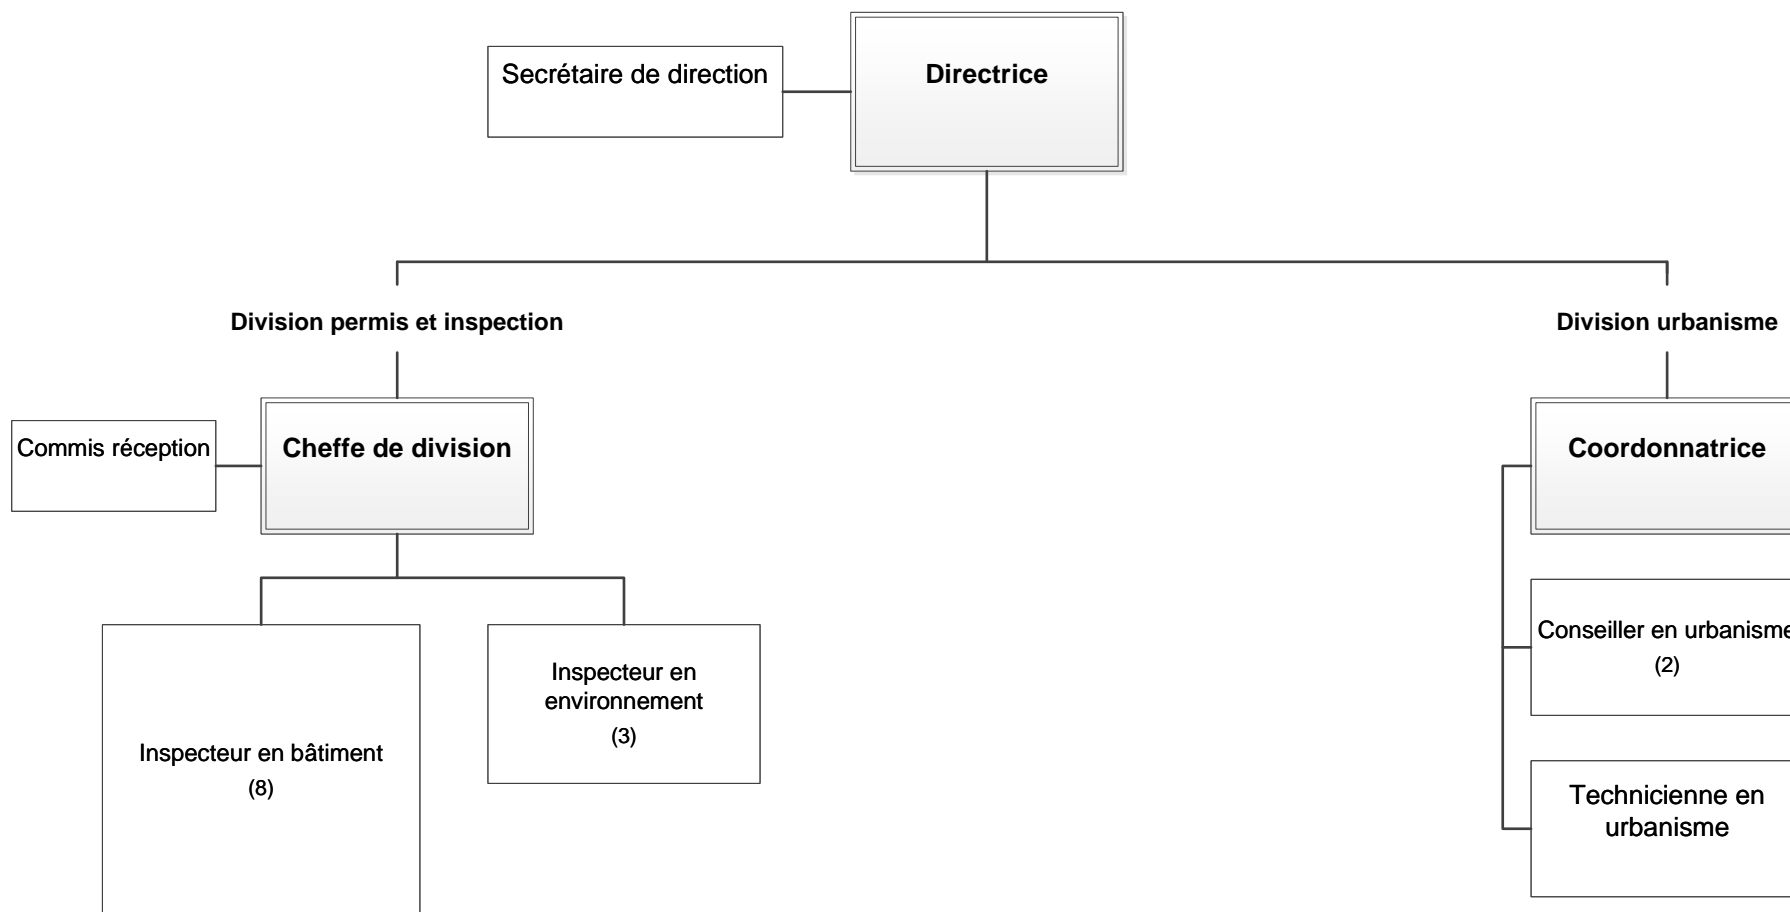 Secrétaire de direction
Directrice
Division permis et inspection
Division urbanisme
Commis réception
Cheffe de division
Coordonnatrice
Inspecteur en bâtiment
(8)
Inspecteur en
environnement
(3)
Conseiller en urbanisme
(2)
Technicienne en
urbanisme